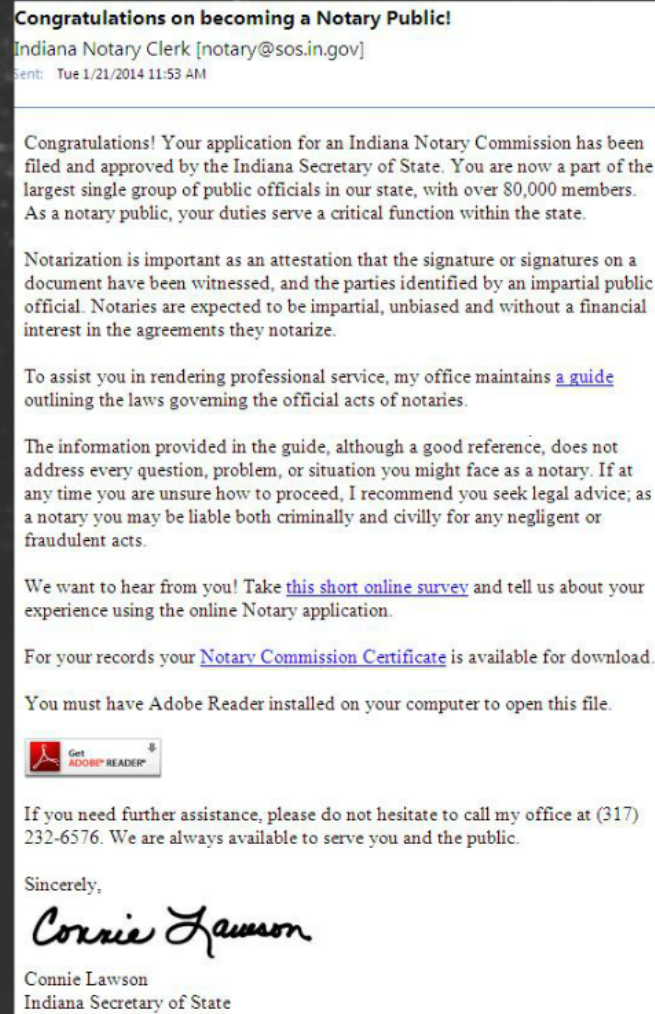 Congratulations on becoming a Notary Public!
Indiana Notary Clerk [notary@sos.in.gov]
Sent: Tue 1/21/2014 11:53 AM
Congratulations! Your application for an Indiana Notary Commission has been
filed and approved by the Indiana Secretary of State. You are now a part of the
largest single group of public officials in our state, with over 80,000 members.
As a notary public, your duties serve a critical function within the state.
Notarization is important as an attestation that the signature or signatures on a
document have been witnessed, and the parties identified by an impartial public
official. Notaries are expected to be impartial, unbiased and without a financial
interest in the agreements they notarize.
To assist you in rendering professional service, my office maintains a guide
outlining the laws governing the official acts of notaries.
The information provided in the guide, although a good reference, does not
address every question, problem, or situation you might face as a notary. If at
any time you are unsure how to proceed, I recommend you seek legal advice; as
a notary you may be liable both criminally and civilly for any negligent or
fraudulent acts.
We want to hear from you! Take this short online survey and tell us about your
experience using the online Notary application.
For your records your Notary Commission Certificate is available for download.
You must have Adobe Reader installed on your computer to open this file.
Get
ADOBE® READER®
If you need further assistance, please do not hesitate to call my office at (317)
232-6576. We are always available to serve you and the public.
Sincerely,
Connie Lawson
Connie Lawson
Indiana Secretary of State